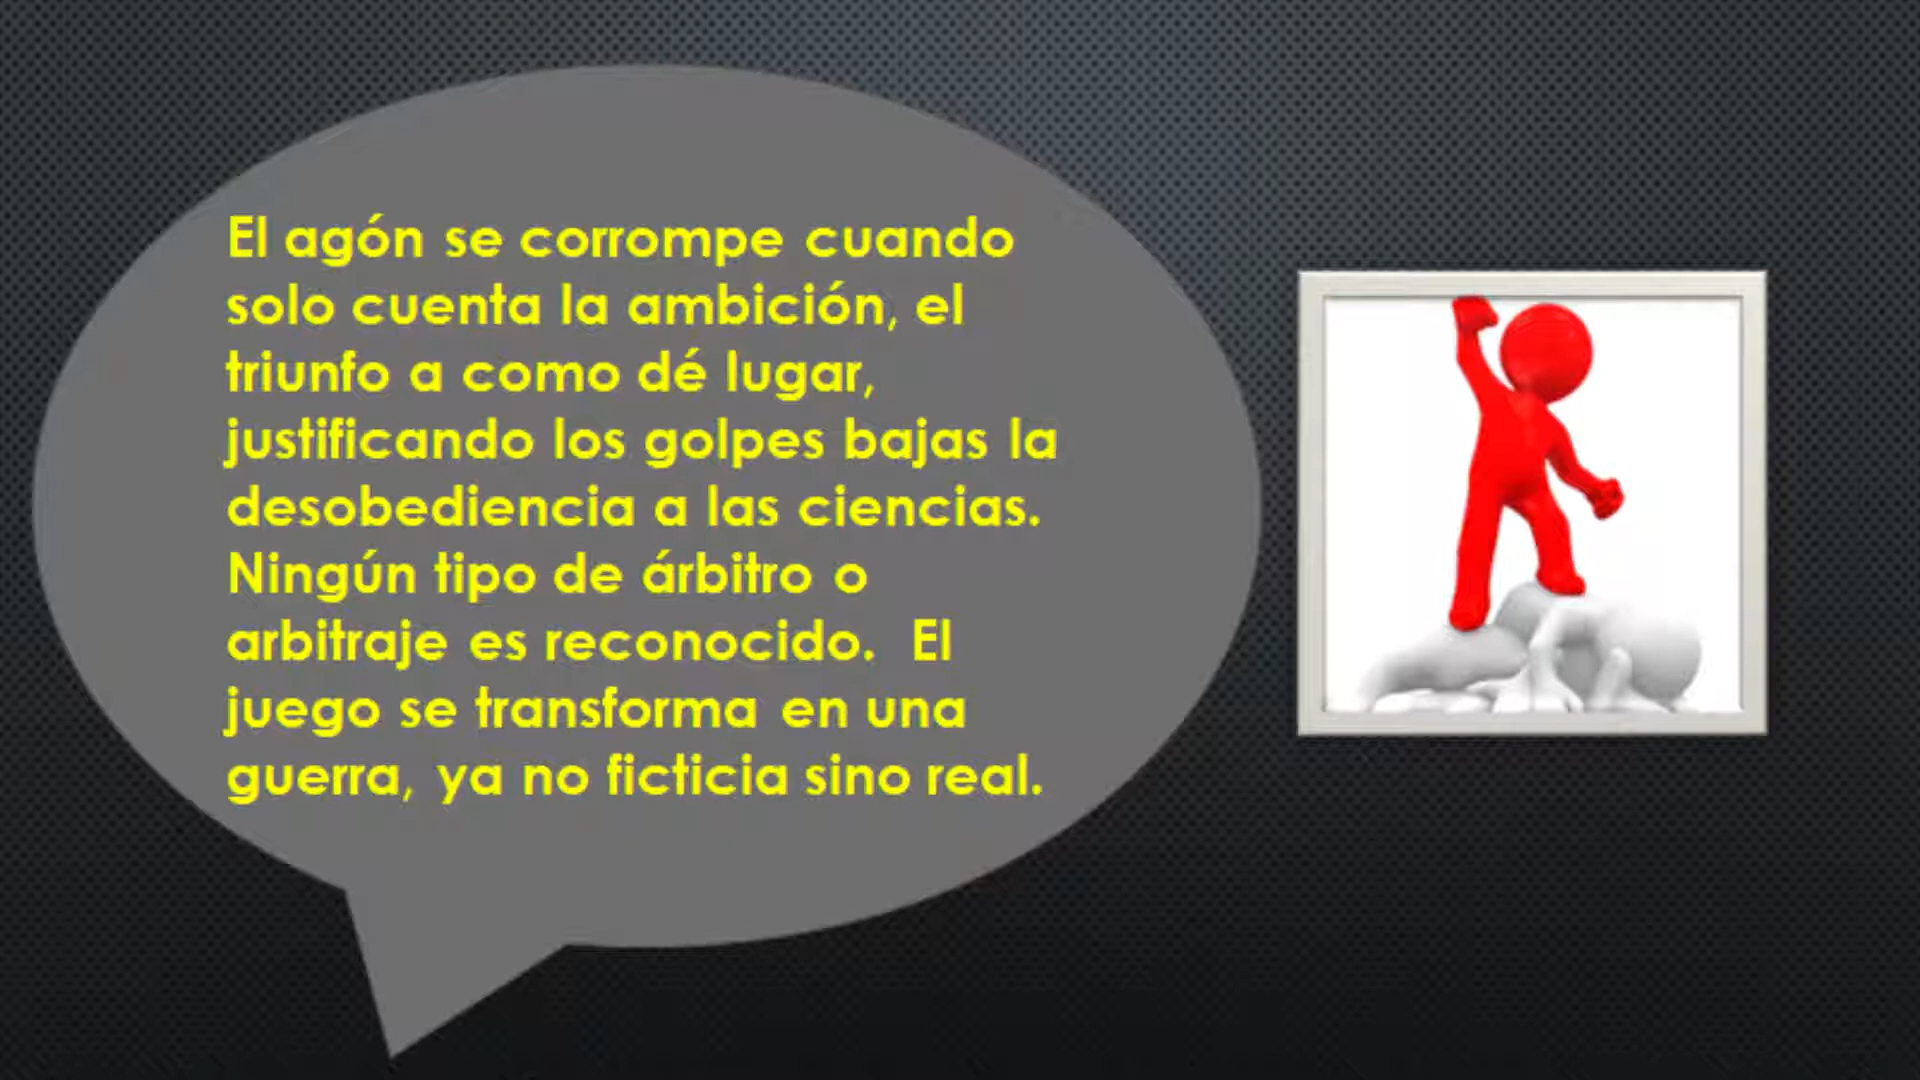 El agón se corrompe cuando
solo cuenta la ambición, el
triunfo a como dé lugar,
justificando los golpes bajas la
desobediencia a las ciencias.
Ningún tipo de árbitro o
arbitraje es reconocido.  El
juego se transforma en una
guerra, ya no ficticia sino real.